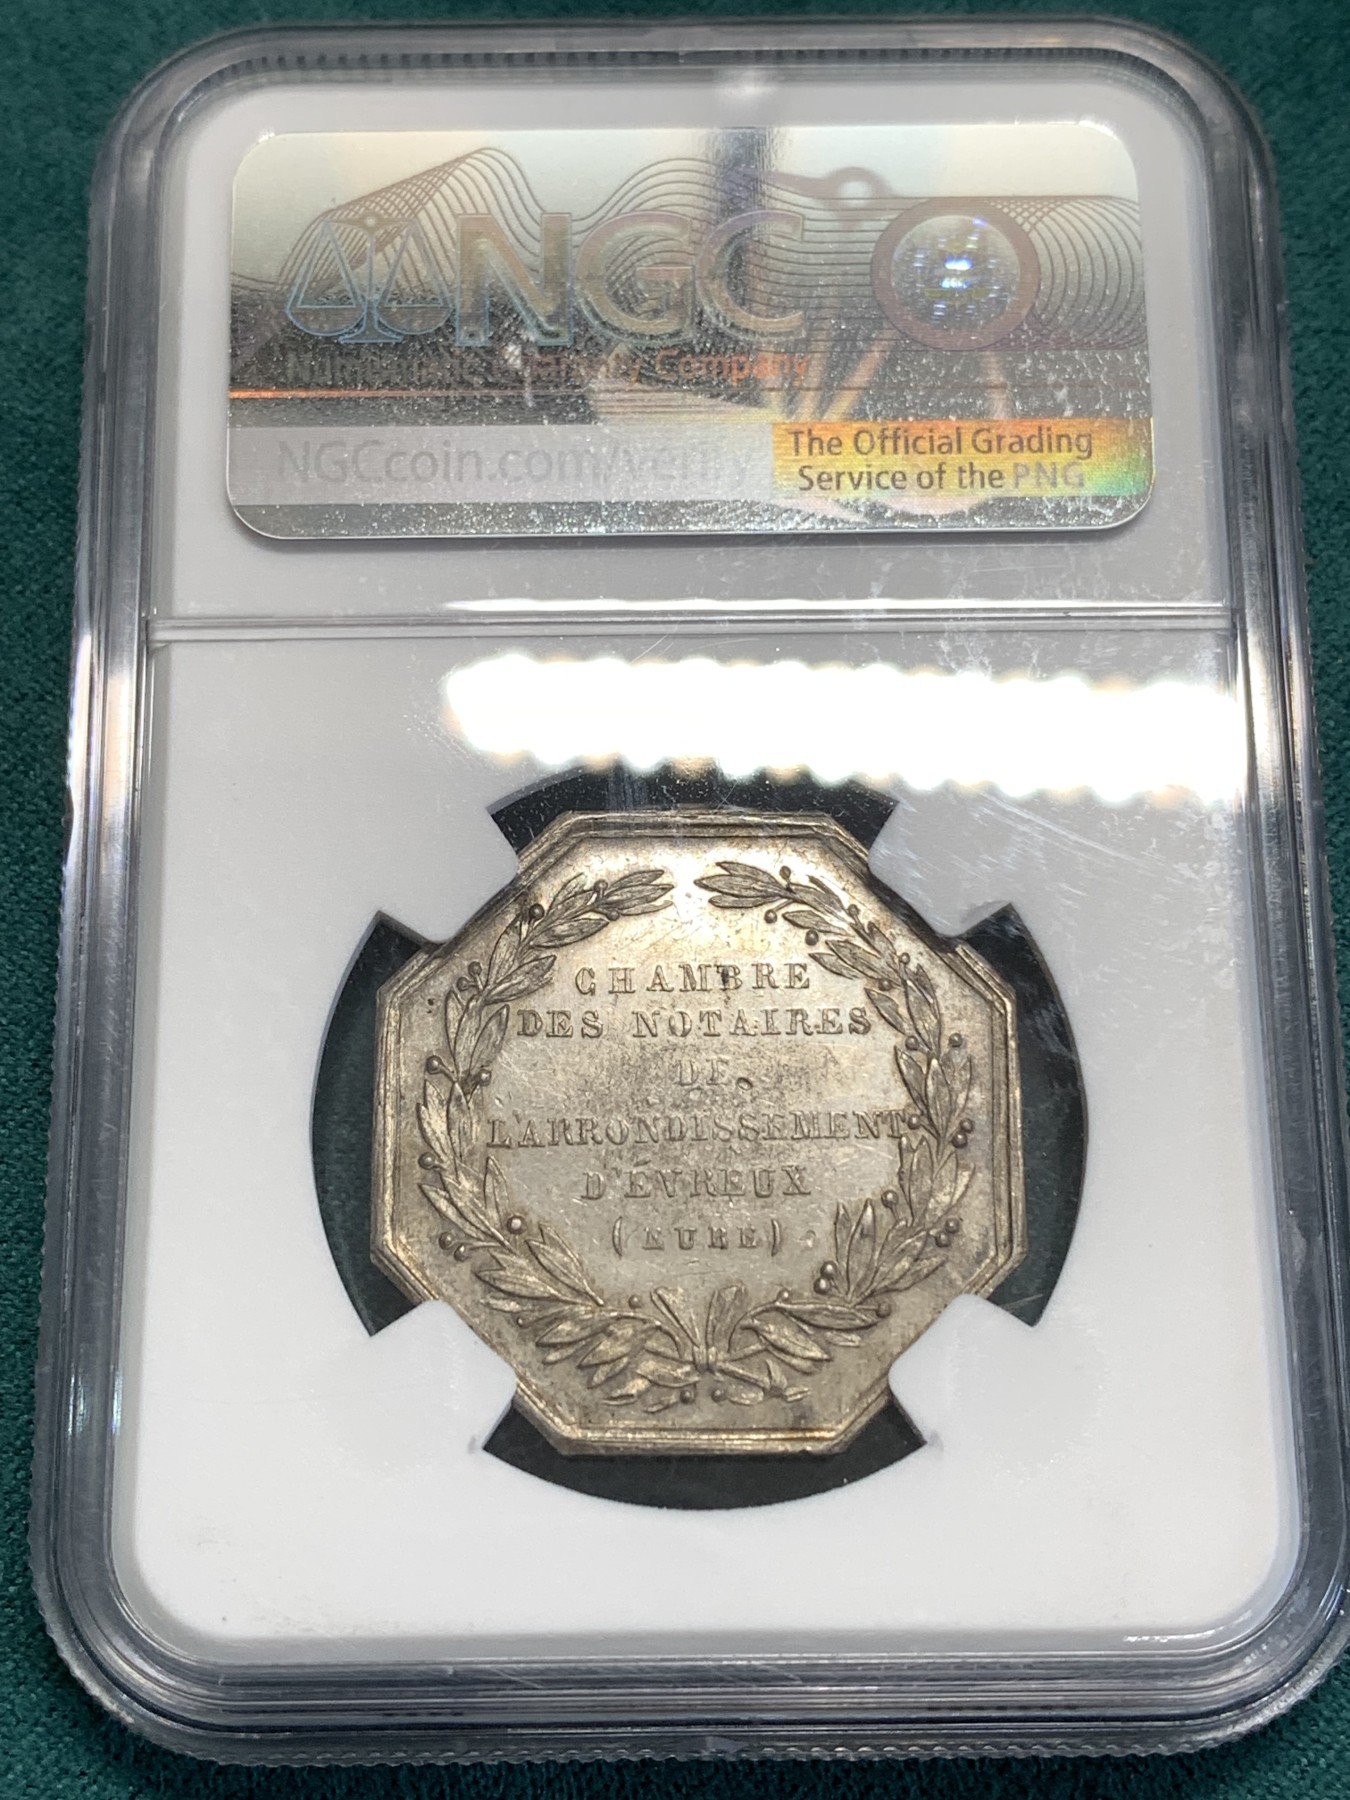 NGC
Numismatic Guaranty Company
NGCcoin.com/verify
The Official Grading
Service of the PNG
CHAMBRE
DES NOTAIRES
DE
L'ARRONDISSEMENT
D'ÉVREUX
(EURE)